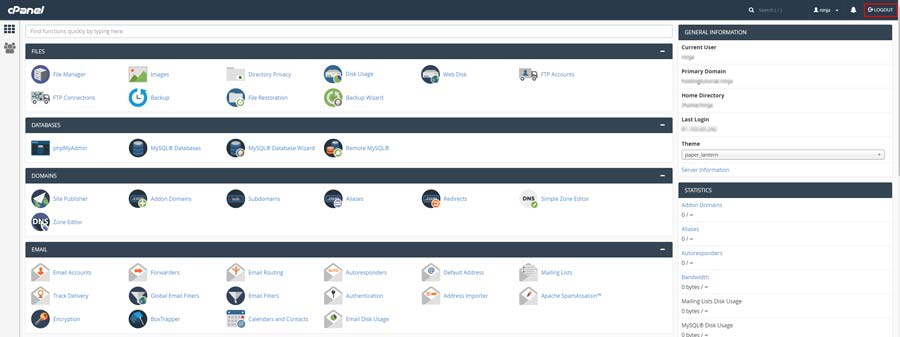 cPanel
Search ( / )
ninja
LOGOUT
Find functions quickly by typing here.
FILES
File Manager
Images
Directory Privacy
Disk Usage
Web Disk
FTP Accounts
FTP Connections
Backup
File Restoration
Backup Wizard
DATABASES
phpMyAdmin
MySQL® Databases
MySQL® Database Wizard
Remote MySQL®
DOMAINS
Site Publisher
Addon Domains
Subdomains
Aliases
Redirects
DNS
Simple Zone Editor
DNS
Zone Editor
EMAIL
Email Accounts
Forwarders
Email Routing
AUTO
Autoresponders
@
Default Address
Mailing Lists
Track Delivery
Global Email Filters
Email Filters
Authentication
Address Importer
Apache SpamAssassin™
Encryption
BoxTrapper
Calendars and Contacts
Email Disk Usage
GENERAL INFORMATION
Current User
ninja
Primary Domain
Home Directory
Last Login
Theme
paper_lantern
Server Information
STATISTICS
Addon Domains
0 / ∞
Aliases
0 / ∞
Autoresponders
0 / ∞
Bandwidth
0 bytes / ∞
Mailing Lists Disk Usage
0 bytes / ∞
MySQL® Disk Usage